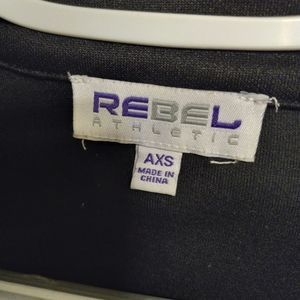 REBEL
ATHLETIC
AXS
MADE IN
CHINA